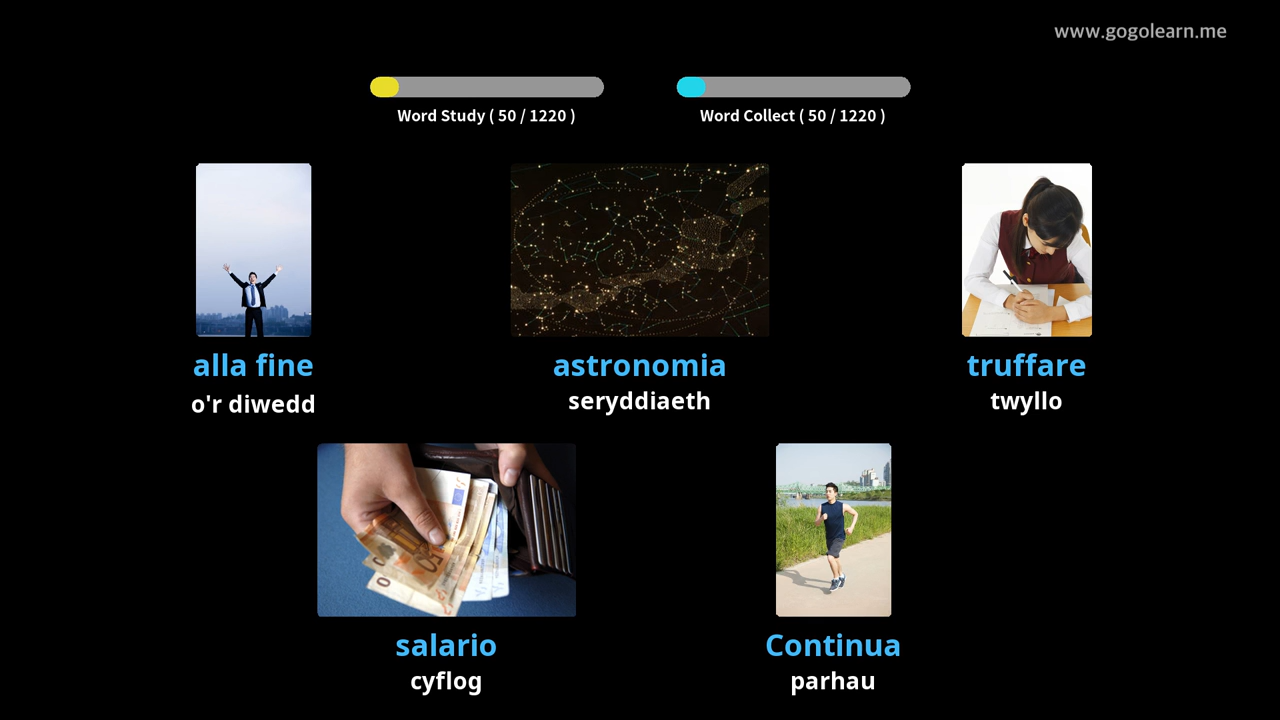 www.gogolearn.me
Word Study ( 50 / 1220 )
Word Collect ( 50 / 1220 )
alla fine
o'r diwedd
astronomia
seryddiaeth
truffare
twyllo
salario
cyflog
Continua
parhau